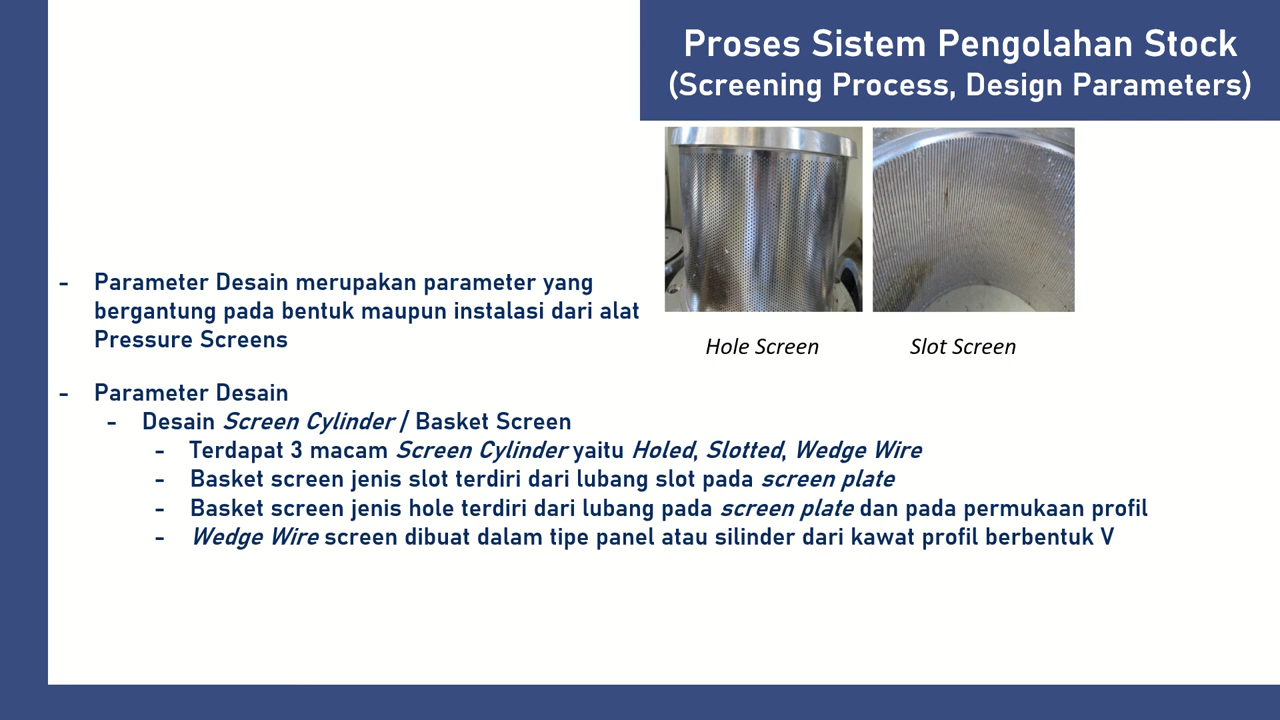 Proses Sistem Pengolahan Stock
(Screening Process, Design Parameters)
Hole Screen
Slot Screen
- Parameter Desain merupakan parameter yang
bergantung pada bentuk maupun instalasi dari alat
Pressure Screens
- Parameter Desain
- Desain Screen Cylinder / Basket Screen
- Terdapat 3 macam Screen Cylinder yaitu Holed, Slotted, Wedge Wire
- Basket screen jenis slot terdiri dari lubang slot pada screen plate
- Basket screen jenis hole terdiri dari lubang pada screen plate dan pada permukaan profil
- Wedge Wire screen dibuat dalam tipe panel atau silinder dari kawat profil berbentuk V